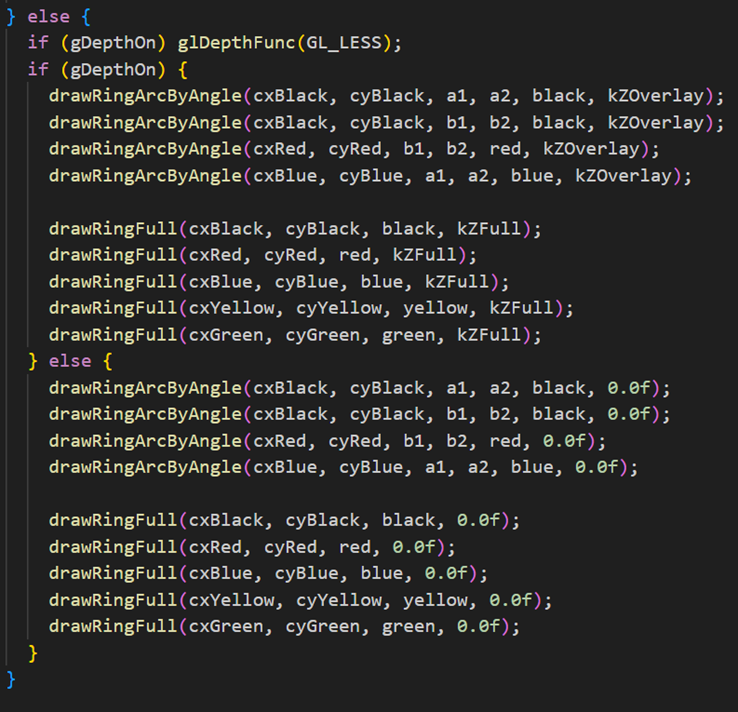 } else {
if (gDepthOn) glDepthFunc(GL_LESS);
if (gDepthOn) {
drawRingArcByAngle(cxBlack, cyBlack, a1, a2, black, kZOverlay);
drawRingArcByAngle(cxBlack, cyBlack, b1, b2, black, kZOverlay);
drawRingArcByAngle(cxRed, cyRed, b1, b2, red, kZOverlay);
drawRingArcByAngle(cxBlue, cyBlue, a1, a2, blue, kZOverlay);
drawRingFull(cxBlack, cyBlack, black, kZFull);
drawRingFull(cxRed, cyRed, red, kZFull);
drawRingFull(cxBlue, cyBlue, blue, kZFull);
drawRingFull(cxYellow, cyYellow, yellow, kZFull);
drawRingFull(cxGreen, cyGreen, green, kZFull);
} else {
drawRingArcByAngle(cxBlack, cyBlack, a1, a2, black, 0.0f);
drawRingArcByAngle(cxBlack, cyBlack, b1, b2, black, 0.0f);
drawRingArcByAngle(cxRed, cyRed, b1, b2, red, 0.0f);
drawRingArcByAngle(cxBlue, cyBlue, a1, a2, blue, 0.0f);
drawRingFull(cxBlack, cyBlack, black, 0.0f);
drawRingFull(cxRed, cyRed, red, 0.0f);
drawRingFull(cxBlue, cyBlue, blue, 0.0f);
drawRingFull(cxYellow, cyYellow, yellow, 0.0f);
drawRingFull(cxGreen, cyGreen, green, 0.0f);
}
}